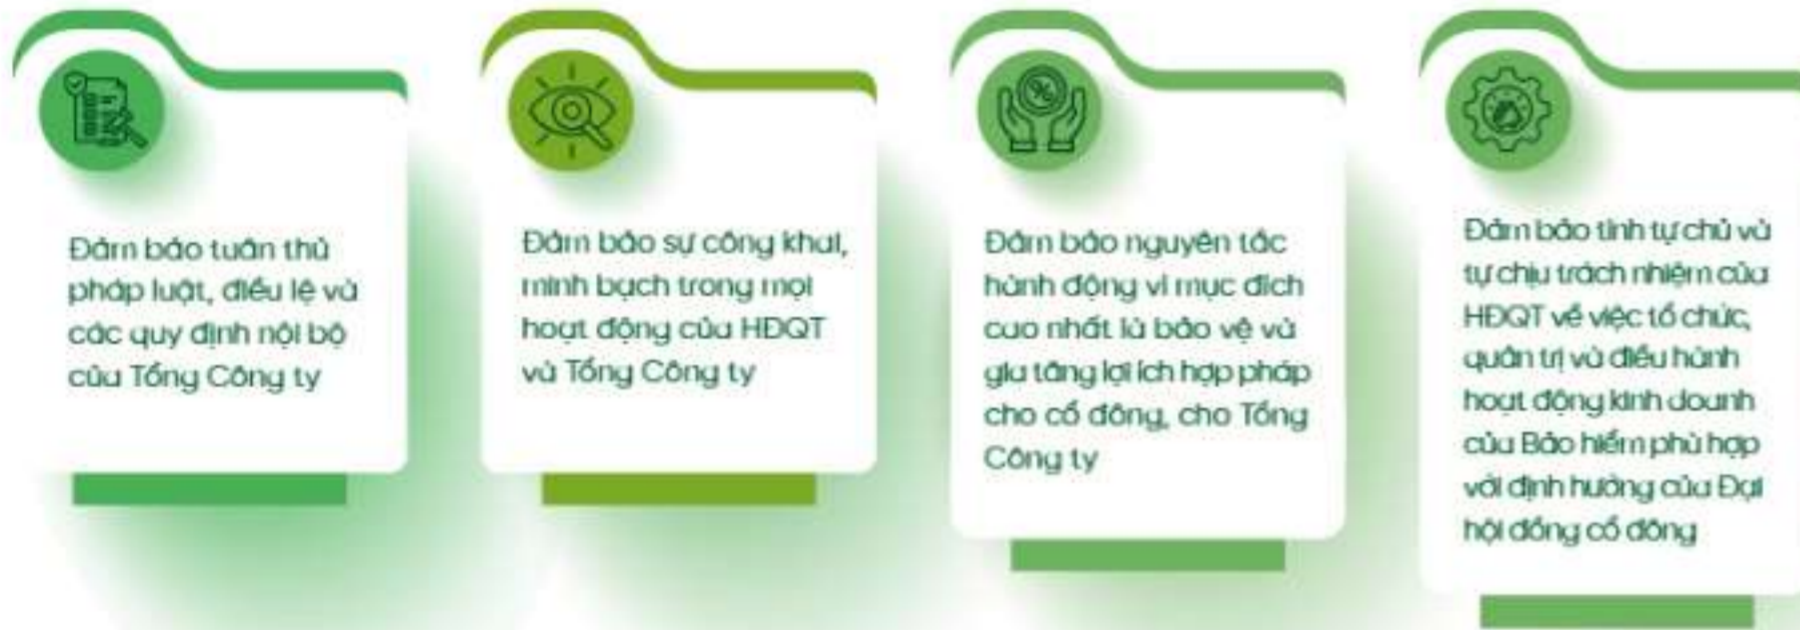 Đảm bảo tuân thủ
pháp luật, điều lệ và
các quy định nội bộ
của Tổng Công ty
Đảm bảo sự công khai,
minh bạch trong mọi
hoạt động của HĐQT
và Tổng Công ty
Đảm bảo nguyên tắc
hành động vì mục đích
cao nhất là bảo vệ và
gia tăng lợi ích hợp pháp
cho cổ đông, cho Tổng
Công ty
Đảm bảo tính tự chủ và
tự chịu trách nhiệm của
HĐQT về việc tổ chức,
quản trị và điều hành
hoạt động kinh doanh
của Bảo hiểm phù hợp
với định hướng của Đại
hội đồng cổ đông